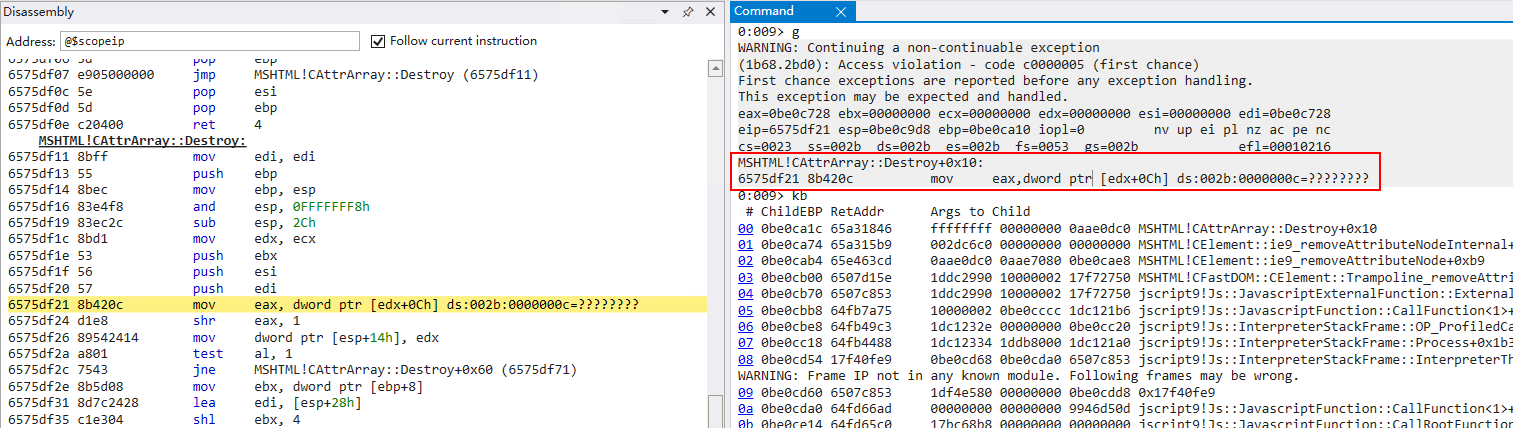 Disassembly
Address: @$scopeip Follow current instruction
pop ebp
6575df07 e905000000 jmp MSHTML!CAttrArray::Destroy (6575df11)
6575df0c 5e pop esi
6575df0d 5d pop ebp
6575df0e c20400 ret 4
MSHTML!CAttrArray::Destroy:
6575df11 8bff mov edi, edi
6575df13 55 push ebp
6575df14 8bec mov ebp, esp
6575df16 83e4f8 and esp, 0FFFFFFF8h
6575df19 83ec2c sub esp, 2Ch
6575df1c 8bd1 mov edx, ecx
6575df1e 53 push ebx
6575df1f 56 push esi
6575df20 57 push edi
6575df21 8b420c mov eax, dword ptr [edx+0Ch] ds:002b:0000000c=????????
6575df24 d1e8 shr eax, 1
6575df26 89542414 mov dword ptr [esp+14h], edx
6575df2a a801 test al, 1
6575df2c 7543 jne MSHTML!CAttrArray::Destroy+0x60 (6575df71)
6575df2e 8b5d08 mov ebx, dword ptr [ebp+8]
6575df31 8d7c2428 lea edi, [esp+28h]
6575df35 c1e304 shl ebx, 4
Command
0:009> g
WARNING: Continuing a non-continuable exception
(1b68.2bd0): Access violation - code c0000005 (first chance)
First chance exceptions are reported before any exception handling.
This exception may be expected and handled.
eax=0be0c728 ebx=00000000 ecx=00000000 edx=00000000 esi=00000000 edi=0be0c728
eip=6575df21 esp=0be0c9d8 ebp=0be0ca10 iopl=0 nv up ei pl nz ac pe nc
cs=0023 ss=002b ds=002b es=002b fs=0053 gs=002b efl=00010216
MSHTML!CAttrArray::Destroy+0x10:
6575df21 8b420c mov eax,dword ptr [edx+0Ch] ds:002b:0000000c=????????
0:009> kb
# ChildEBP RetAddr Args to Child
00 0be0ca1c 65a31846 ffffffff 00000000 0aae0dc0 MSHTML!CAttrArray::Destroy+0x10
01 0be0ca74 65a315b9 002dc6c0 00000000 00000000 MSHTML!CElement::ie9_removeAttributeNodeInternal+
02 0be0cab4 65e463cd 0aae0dc0 0aae7080 0be0cae8 MSHTML!CElement::ie9_removeAttributeNode+0xb9
03 0be0cb00 6507d15e 1ddc2990 10000002 17f72750 MSHTML!CFastDOM::CElement::Trampoline_removeAttri
04 0be0cb70 6507c853 1ddc2990 10000002 17f72750 jscript9!Js::JavascriptExternalFunction::External
05 0be0cbb8 64fb7a75 10000002 0be0cccc 1dc121b6 jscript9!Js::JavascriptFunction::CallFunction<1>+
06 0be0cbe8 64fb49c3 1dc1232e 00000000 0be0cc20 jscript9!Js::InterpreterStackFrame::OP_ProfiledCa
07 0be0cc18 64fb4488 1dc12334 1ddb8000 1dc121a0 jscript9!Js::InterpreterStackFrame::Process+0x1b3
08 0be0cd54 17f40fe9 0be0cd68 0be0cda0 6507c853 jscript9!Js::InterpreterStackFrame::InterpreterTh
WARNING: Frame IP not in any known module. Following frames may be wrong.
09 0be0cd60 6507c853 1df4e580 00000000 0be0cdd8 0x17f40fe9
0a 0be0cda0 64fd66ad 00000000 00000000 9946d50d jscript9!Js::JavascriptFunction::CallFunction<1>+
0b 0be0ce14 64fd65c0 17bc68b8 00000000 00000000 jscript9!Js::JavascriptFunction::CallRootFunction